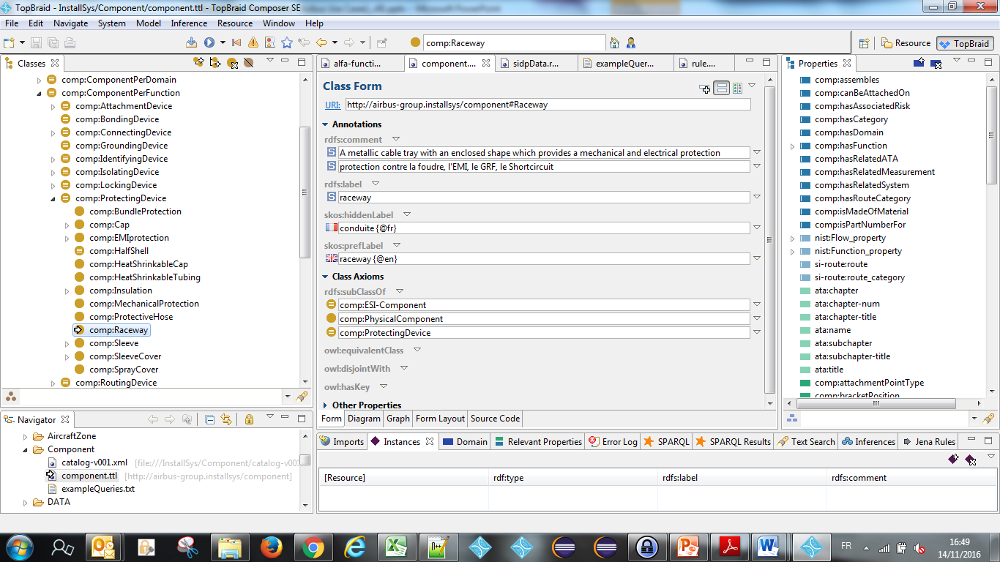 TopBraid - InstallSys/Component/component.ttl - TopBraid Composer SE
File Edit Navigate System Model Inference Resource Window Help
comp:Raceway
Resource TopBraid
Classes
comp:ComponentPerDomain
comp:ComponentPerFunction
comp:AttachmentDevice
comp:BondingDevice
comp:ConnectingDevice
comp:GroundingDevice
comp:IdentifyingDevice
comp:IsolatingDevice
comp:LockingDevice
comp:ProtectingDevice
comp:BundleProtection
comp:Cap
comp:EMIprotection
comp:HalfShell
comp:HeatShrinkableCap
comp:HeatShrinkableTubing
comp:Insulation
comp:MechanicalProtection
comp:ProtectiveHose
comp:Raceway
comp:Sleeve
comp:SleeveCover
comp:SprayCover
comp:RoutingDevice
Navigator
AircraftZone
Component
catalog-v001.xml [file:///InstallSys/Component/catalog-v00
component.ttl [http://airbus-group.installsys/component]
exampleQueries.txt
DATA
alfa-functi... component.... sidpData.r... exampleQuer... rule....
Class Form
URI: http://airbus-group.installsys/component#Raceway
Annotations
rdfs:comment
A metallic cable tray with an enclosed shape which provides a mechanical and electrical protection
protection contre la foudre, l'EMI, le GRF, le Shortcircuit
rdfs:label
raceway
skos:hiddenLabel
conduite {@fr}
skos:prefLabel
raceway {@en}
Class Axioms
rdfs:subClassOf
comp:ESI-Component
comp:PhysicalComponent
comp:ProtectingDevice
owl:equivalentClass
owl:disjointWith
owl:hasKey
Other Properties
Form Diagram Graph Form Layout Source Code
Properties
comp:assembles
comp:canBeAttachedOn
comp:hasAssociatedRisk
comp:hasCategory
comp:hasDomain
comp:hasFunction
comp:hasRelatedATA
comp:hasRelatedMeasurement
comp:hasRelatedSystem
comp:hasRouteCategory
comp:isMadeOfMaterial
comp:isPartNumberFor
nist:Flow_property
nist:Function_property
si-route:route
si-route:route_category
ata:chapter
ata:chapter-num
ata:chapter-title
ata:name
ata:subchapter
ata:subchapter-title
ata:title
comp:attachmentPointType
comp:bracketPosition
Imports Instances Domain Relevant Properties Error Log SPARQL SPARQL Results Text Search Inferences Jena Rules
[Resource] rdf:type rdfs:label rdfs:comment
FR
16:49
14/11/2016